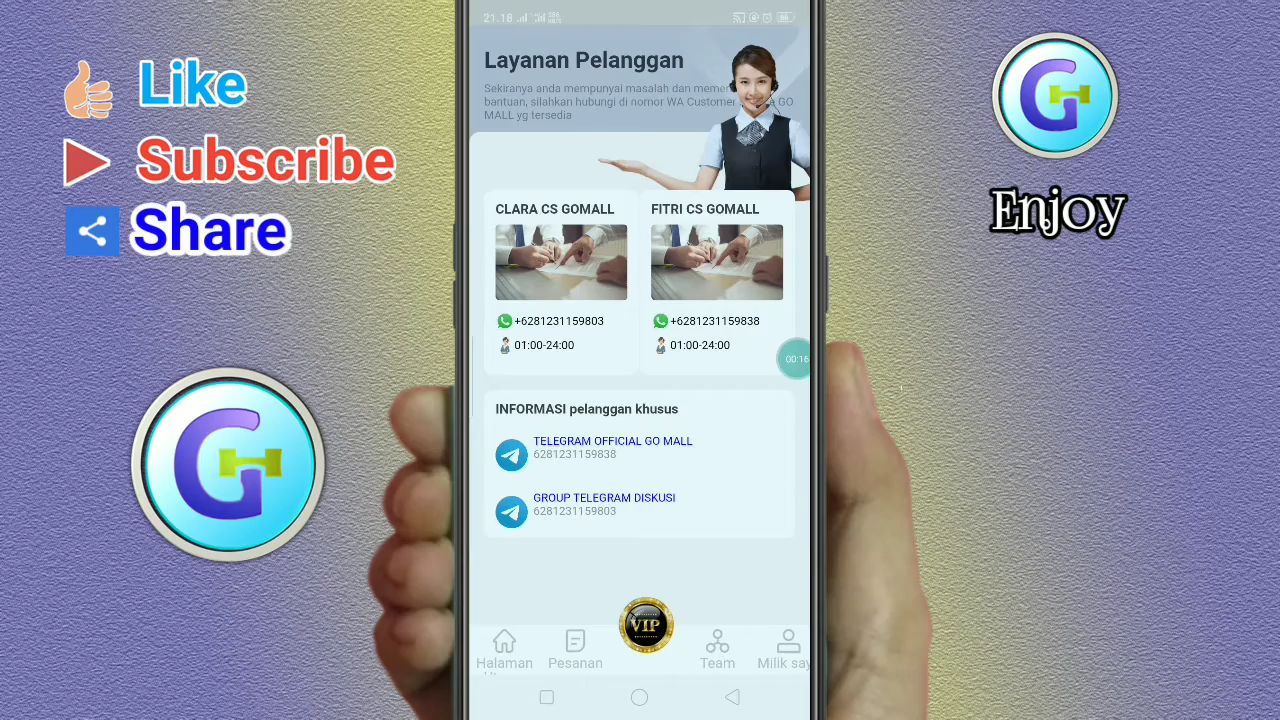 Like
Subscribe
Share
Enjoy
21.18
Layanan Pelanggan
Sekiranya anda mempunyai masalah dan memer
bantuan silahkan hubungi di nomor WA Customer GO
MALL yg tersedia
CLARA CS GOMALL
FITRI CS GOMALL
+6281231159803
+6281231159838
01:00-24:00
01:00-24:00
00:16
INFORMASI pelanggan khusus
TELEGRAM OFFICIAL GO MALL
6281231159838
GROUP TELEGRAM DISKUSI
6281231159803
VIP
Halaman
Pesanan
Team
Milik say